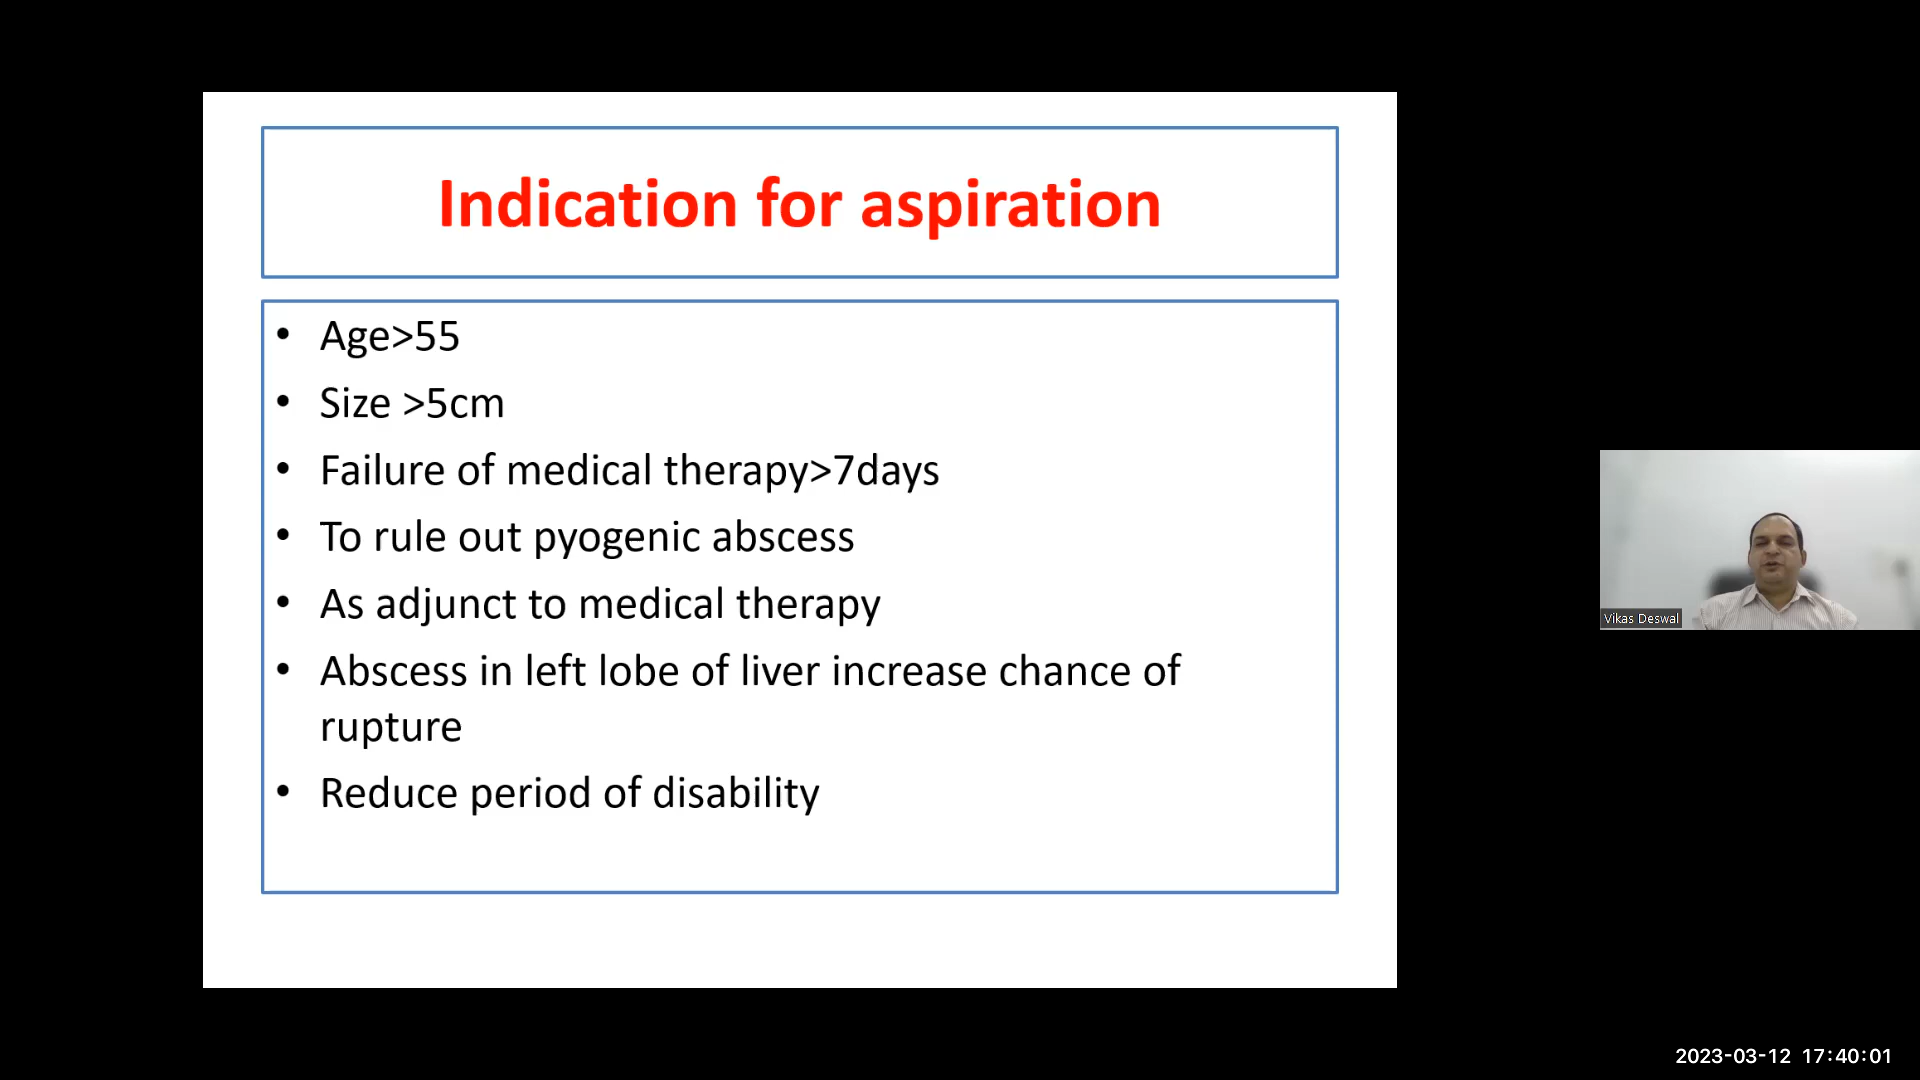 Indication for aspiration
• Age>55
• Size >5cm
• Failure of medical therapy>7days
• To rule out pyogenic abscess
• As adjunct to medical therapy
• Abscess in left lobe of liver increase chance of
rupture
• Reduce period of disability
Vikas Deswal
2023-03-12 17:40:01